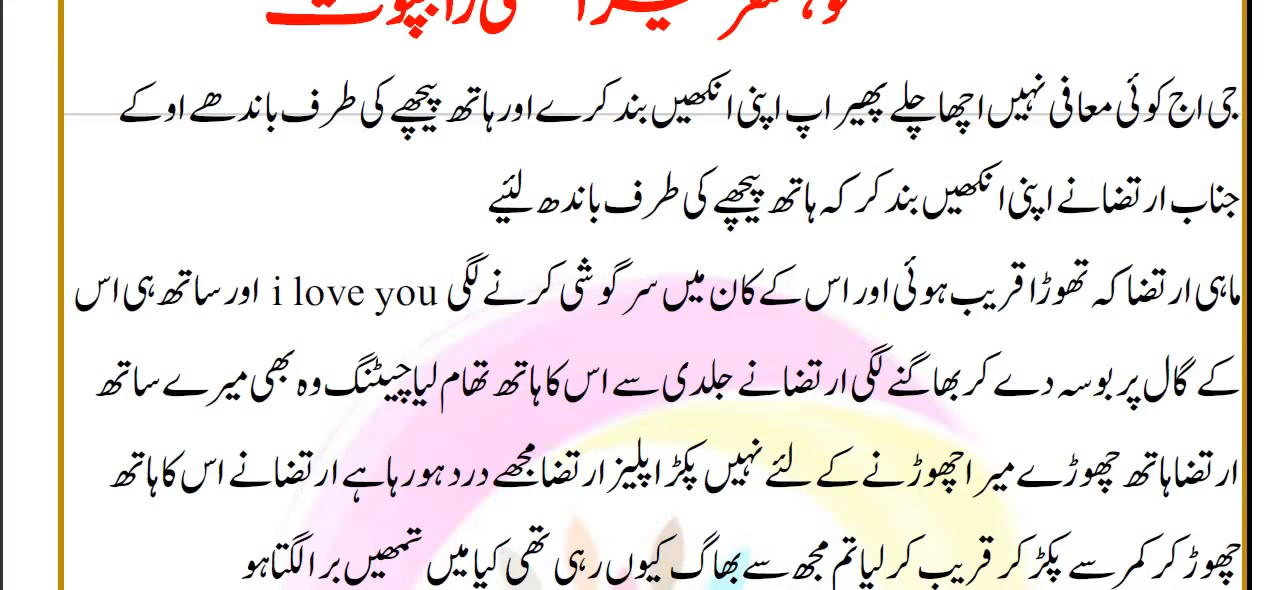 جی اج کوئی معافی نہیں اچھا چلے پھیر اپ اپنی انکھیں بند کرے اور ہاتھ پیچھے کی طرف باندھے اوکے
جناب ارتضا نے اپنی انکھیں بند کر کہ ہاتھ پیچھے کی طرف باندھ لئیے
ماہی ارتضا کہ تھوڑا قریب ہوئی اور اس کے کان میں سرگوشی کرنے لگی i love you اور ساتھ ہی اس
کے گال پر بوسہ دے کر بھاگنے لگی ارتضا نے جلدی سے اس کا ہاتھ تھام لیا چیٹنگ وہ بھی میرے ساتھ
ارتضا ہاتھ چھوڑے میرا چھوڑنے کے لئے نہیں پکڑا پلیز ارتضا مجھے درد ہو رہا ہے ارتضا نے اس کا ہاتھ
چھوڑ کر کمر سے پکڑ کر قریب کر لیا تم مجھ سے بھاگ کیوں رہی تھی کیا میں تمھیں برا لگتا ہو